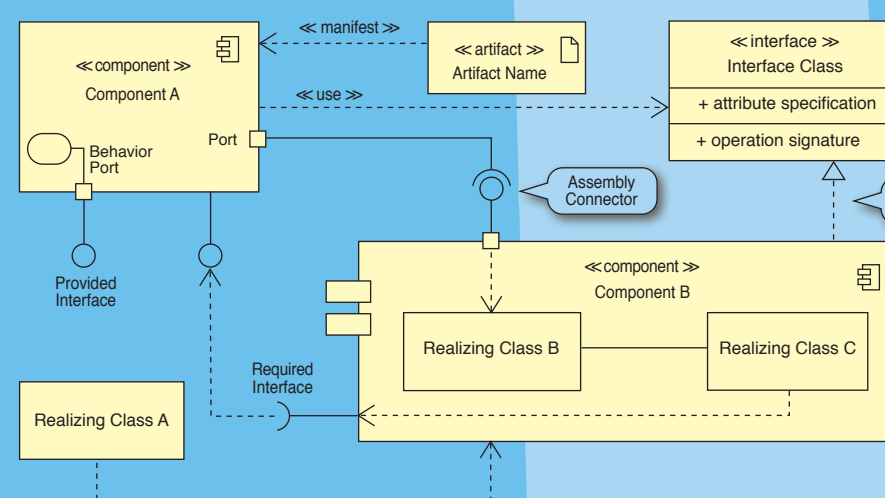 ≪ manifest ≫
≪ component ≫
Component A
≪ artifact ≫
Artifact Name
≪ interface ≫
Interface Class
+ attribute specification
+ operation signature
≪ use ≫
Port
Behavior
Port
Assembly
Connector
Provided
Interface
≪ component ≫
Component B
Realizing Class B
Realizing Class C
Required
Interface
Realizing Class A